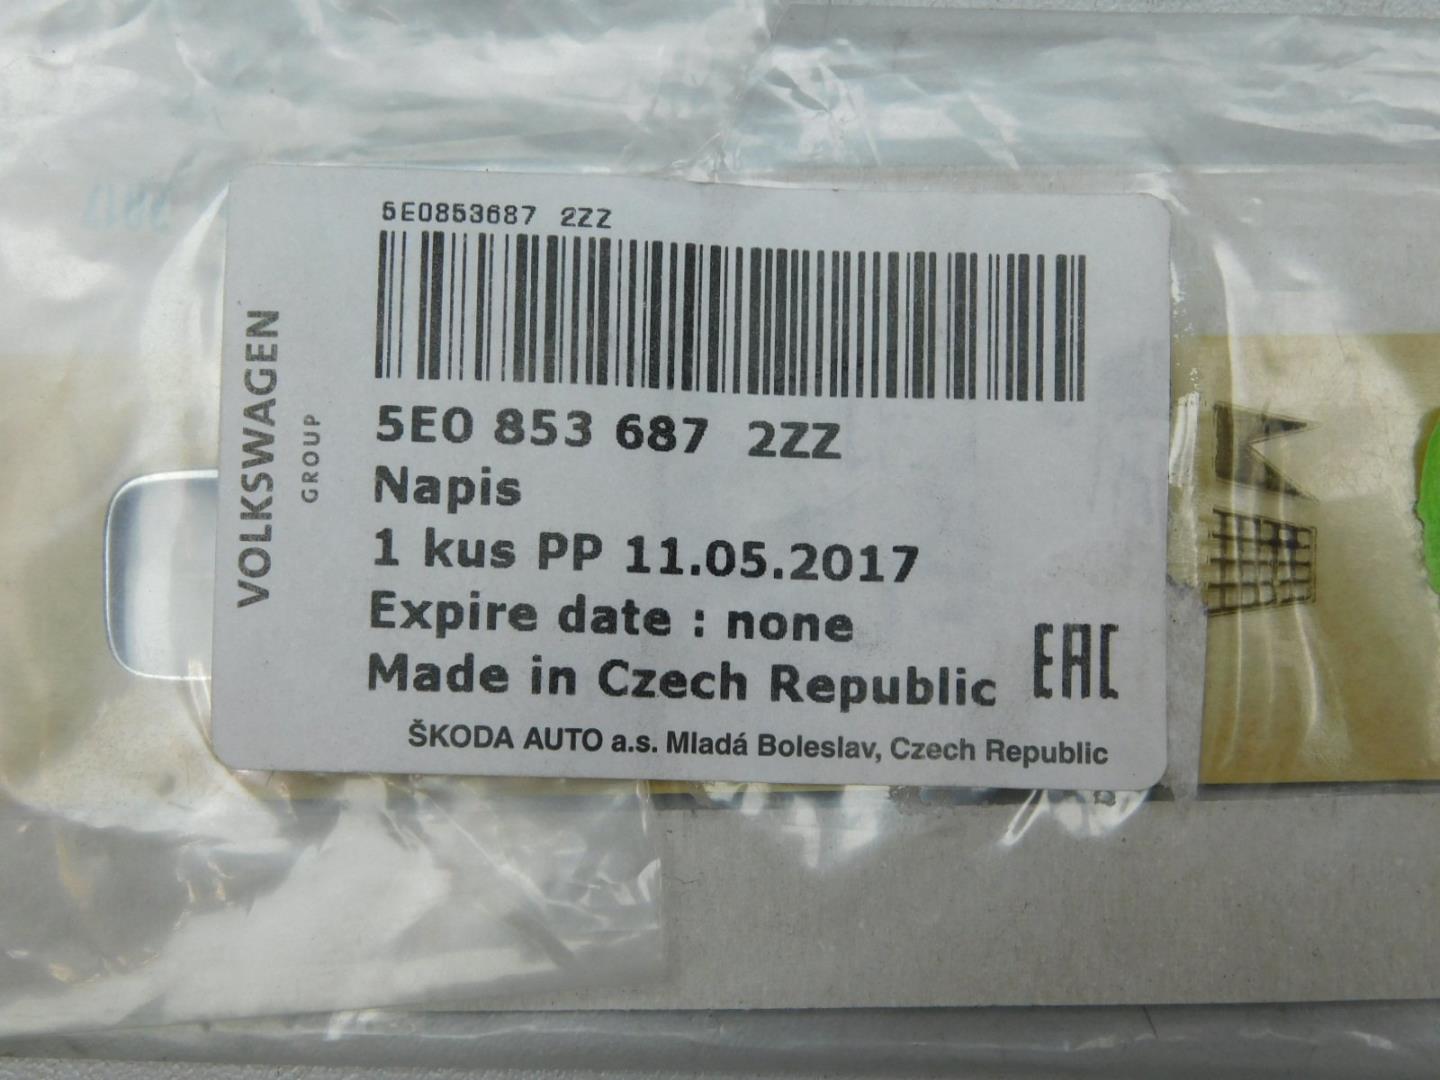 5E0853687 2ZZ
VOLKSWAGEN
GROUP
5E0 853 687 2ZZ
Napis
1 kus PP 11.05.2017
Expire date : none
Made in Czech Republic
EAC
ŠKODA AUTO a.s. Mladá Boleslav, Czech Republic